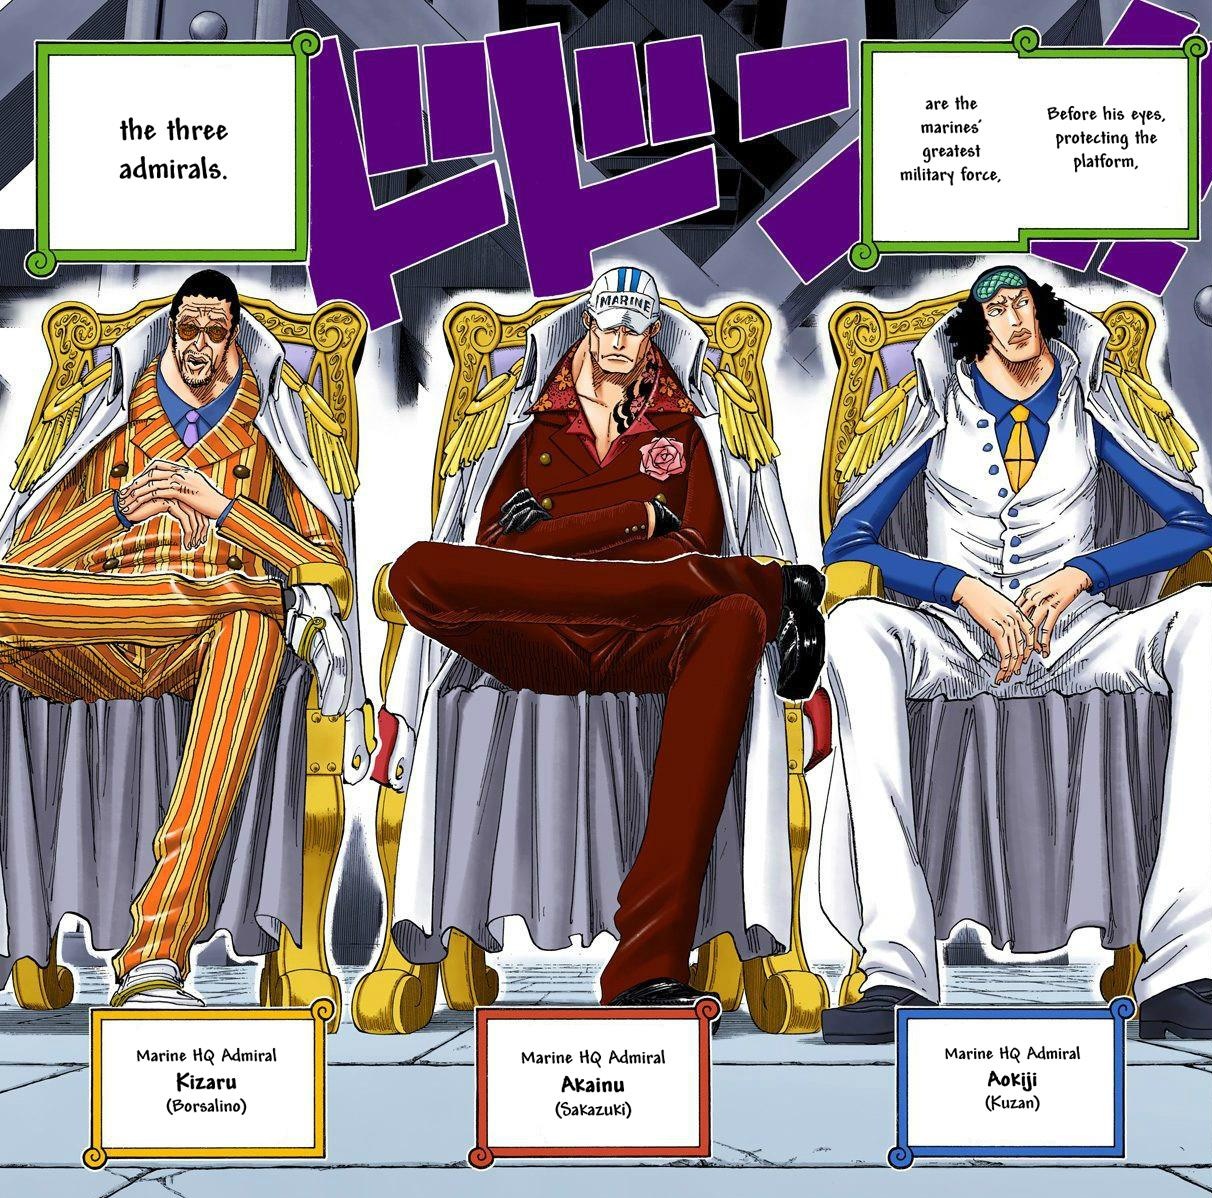 Before his eyes,
protecting the
platform,
are the
marines'
greatest
military force,
the three
admirals.
ドドン!!
MARINE
Marine HQ Admiral
Aokiji
(Kuzan)
Marine HQ Admiral
Akainu
(Sakazuki)
Marine HQ Admiral
Kizaru
(Borsalino)